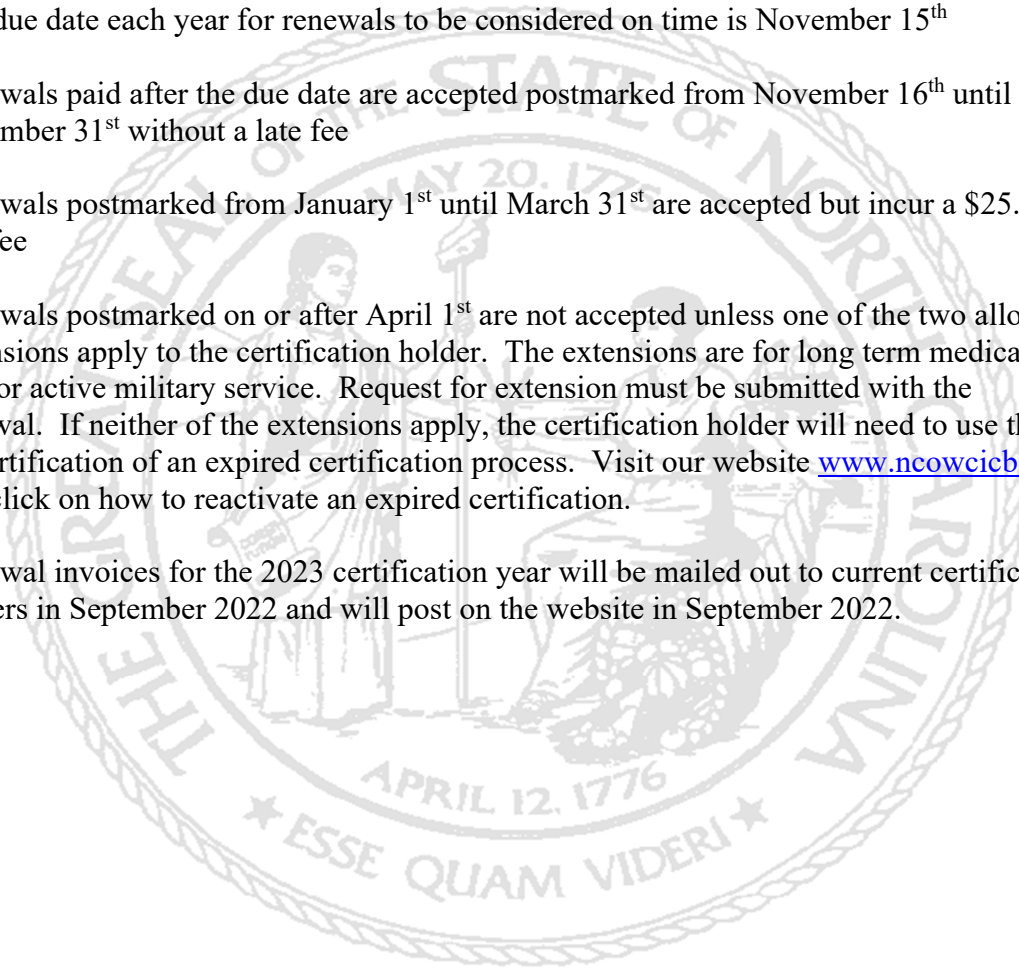 due date each year for renewals to be considered on time is November 15th
wals paid after the due date are accepted postmarked from November 16th until
mber 31st without a late fee
wals postmarked from January 1st until March 31st are accepted but incur a $25.
fee
wals postmarked on or after April 1st are not accepted unless one of the two allo
nsions apply to the certification holder. The extensions are for long term medica
or active military service. Request for extension must be submitted with the
val. If neither of the extensions apply, the certification holder will need to use th
rtification of an expired certification process. Visit our website www.ncowcicb
click on how to reactivate an expired certification.
wal invoices for the 2023 certification year will be mailed out to current certific
ers in September 2022 and will post on the website in September 2022.
THE GREAT SEAL OF THE STATE OF NORTH CAROLINA
MAY 20. 1775
APRIL 12. 1776
★ ESSE QUAM VIDERI ★